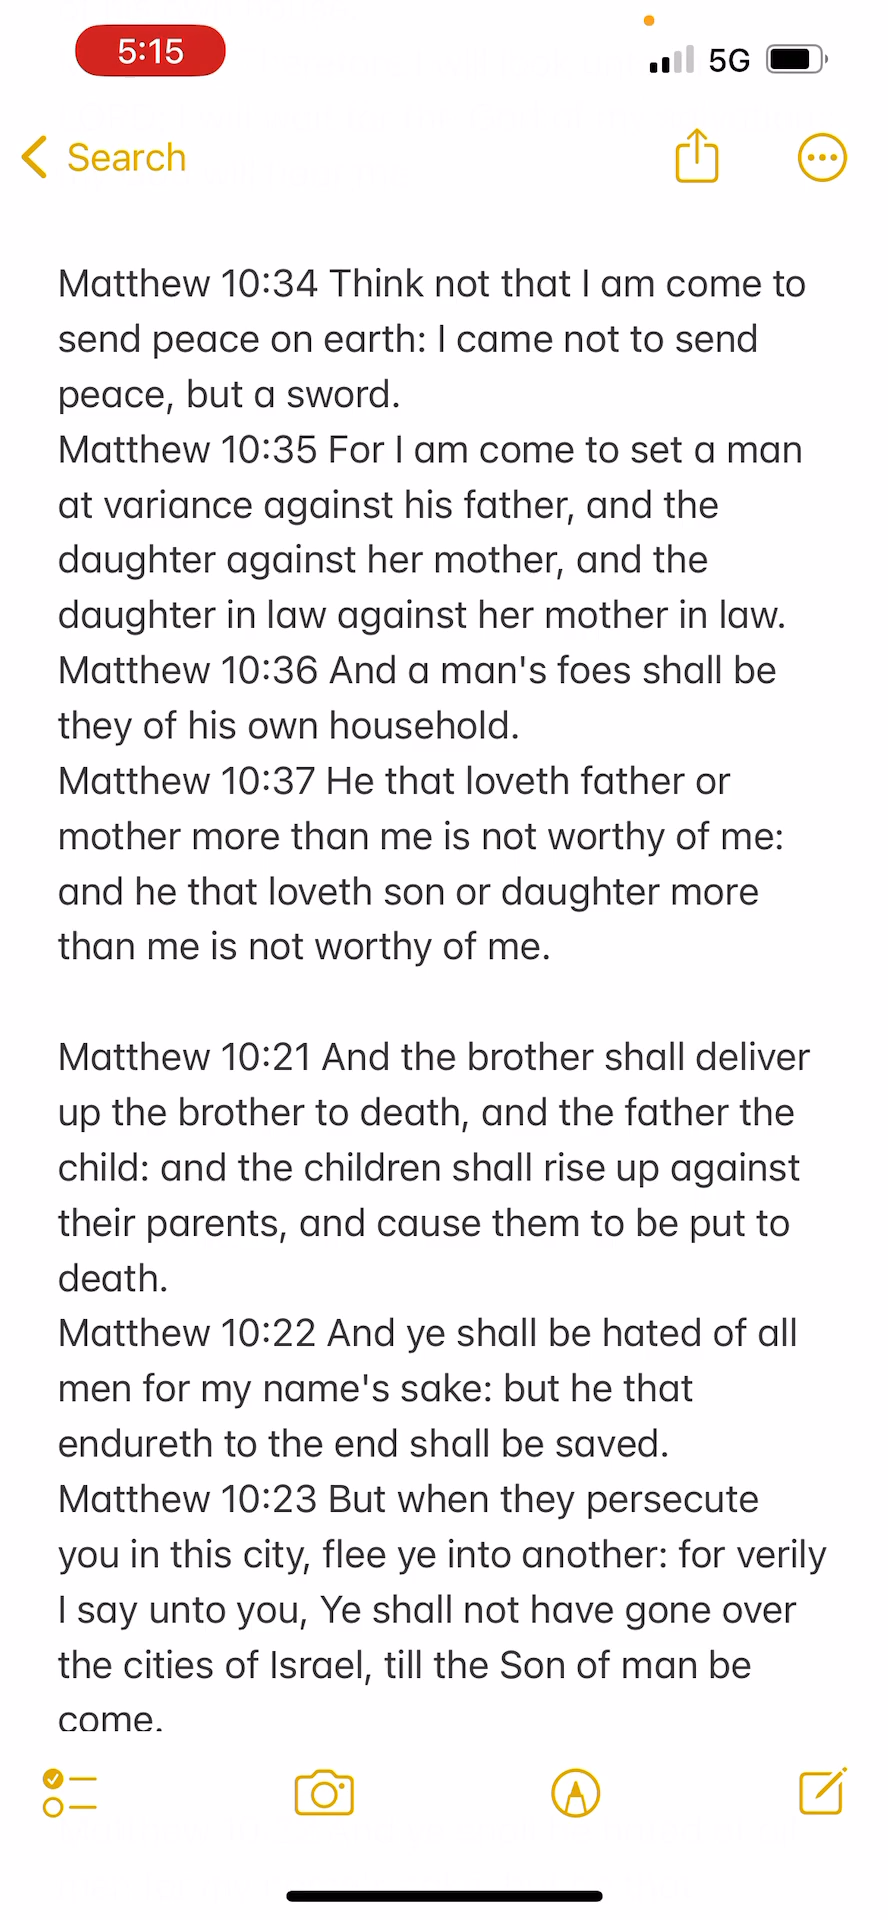 5:15
5G
Search
Matthew 10:34 Think not that I am come to
send peace on earth: I came not to send
peace, but a sword.
Matthew 10:35 For I am come to set a man
at variance against his father, and the
daughter against her mother, and the
daughter in law against her mother in law.
Matthew 10:36 And a man's foes shall be
they of his own household.
Matthew 10:37 He that loveth father or
mother more than me is not worthy of me:
and he that loveth son or daughter more
than me is not worthy of me.
Matthew 10:21 And the brother shall deliver
up the brother to death, and the father the
child: and the children shall rise up against
their parents, and cause them to be put to
death.
Matthew 10:22 And ye shall be hated of all
men for my name's sake: but he that
endureth to the end shall be saved.
Matthew 10:23 But when they persecute
you in this city, flee ye into another: for verily
I say unto you, Ye shall not have gone over
the cities of Israel, till the Son of man be
come.